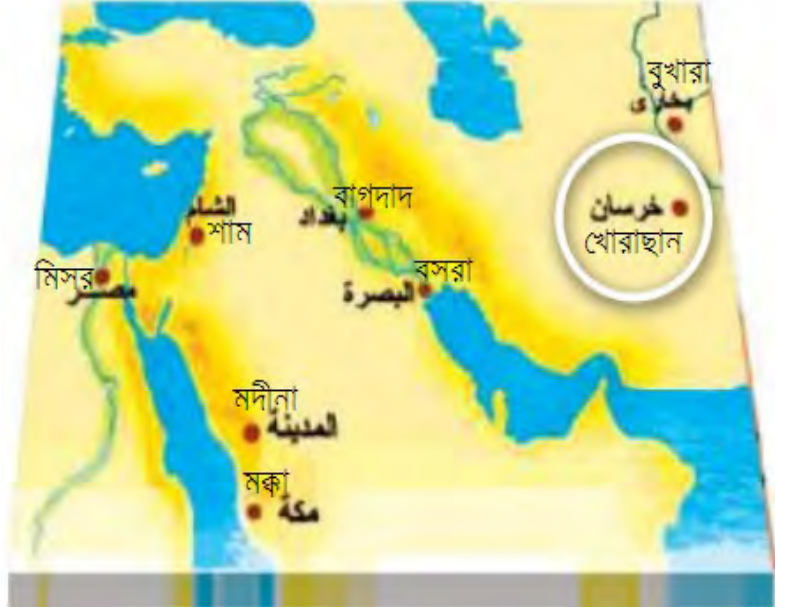 বুখারা
بخارى
خرسان
খোরাছান
বাগদাদ
بغداد
الشام
শাম
মিসর
مصر
বসরা
البصرة
মদীনা
المدينة
মক্কা
مكة